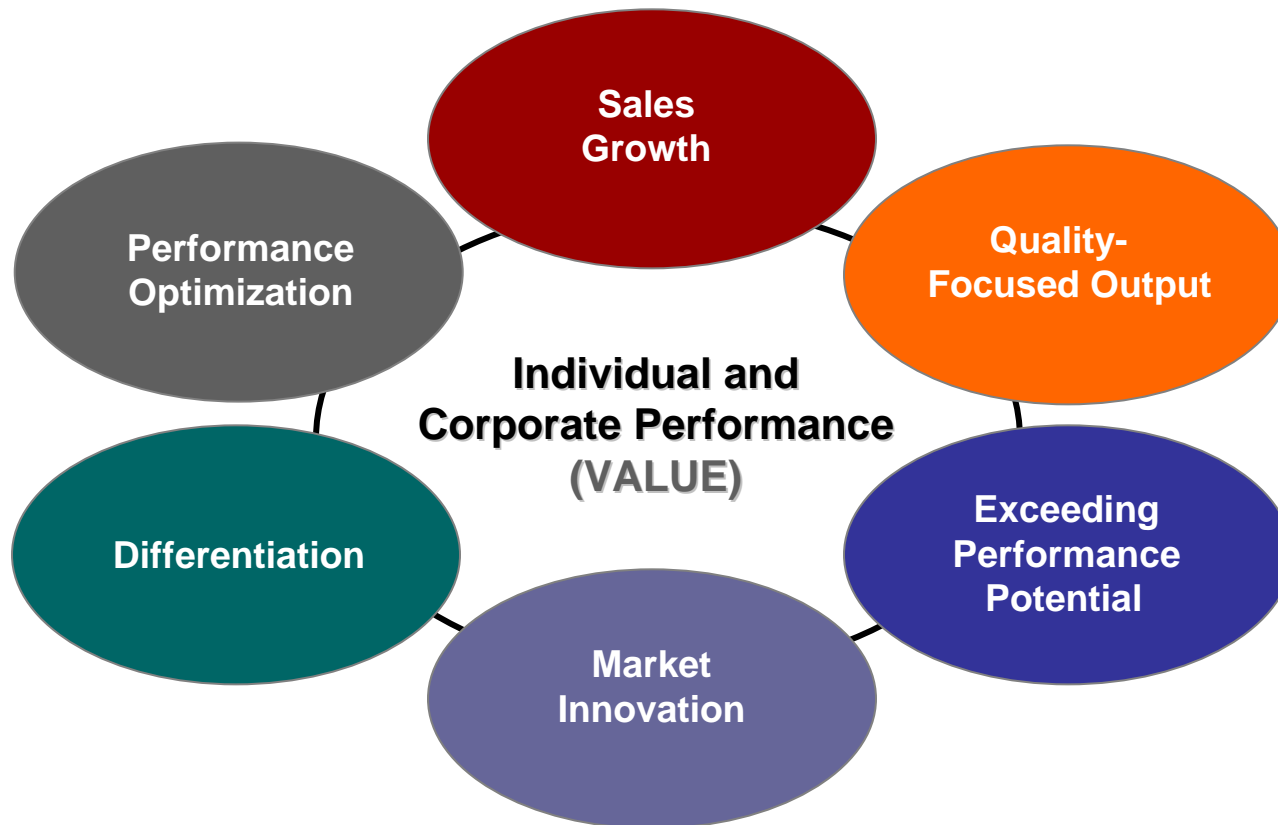 Sales
Growth
Quality-
Focused Output
Exceeding
Performance
Potential
Market
Innovation
Differentiation
Performance
Optimization
Individual and
Corporate Performance
(VALUE)